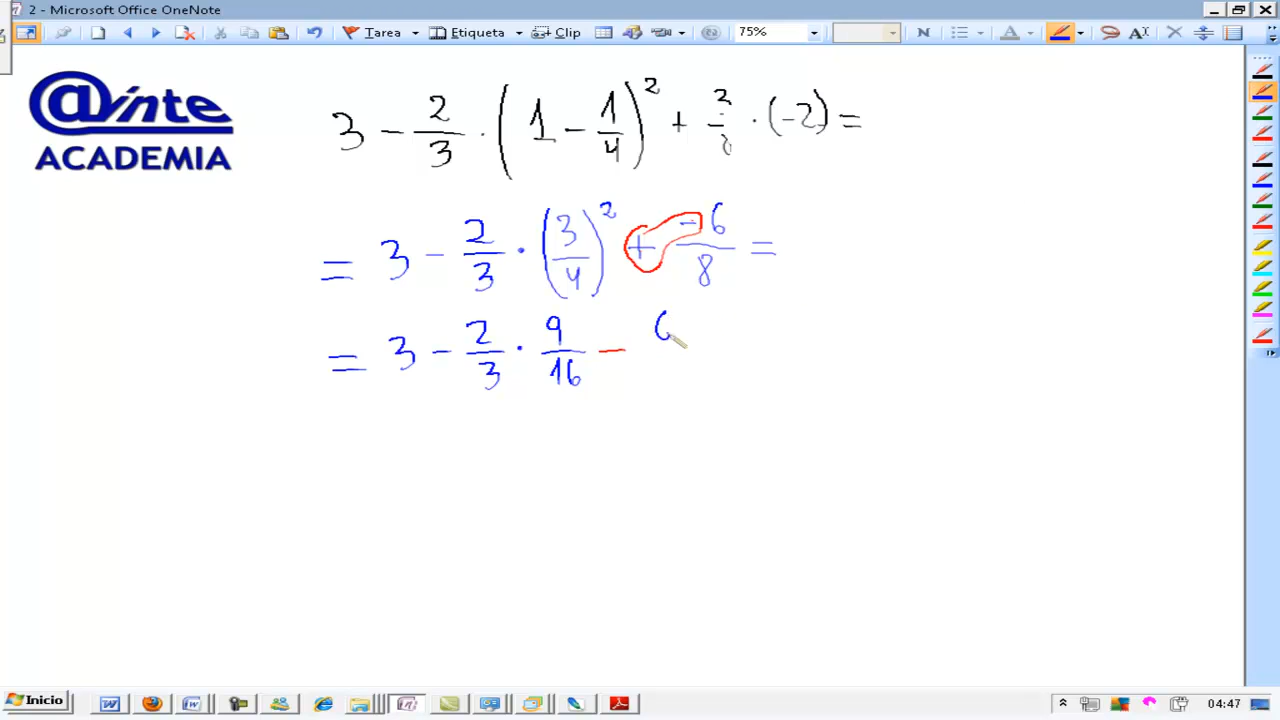 2 - Microsoft Office OneNote
Tarea Etiqueta Clip 75% N A
@inte
ACADEMIA
3 - 2/3 · (1 - 1/4)² + · (-2) =
= 3 - 2/3 · (3/4)² + -6/8 =
= 3 - 2/3 · 9/16 - 6
Inicio 04:47